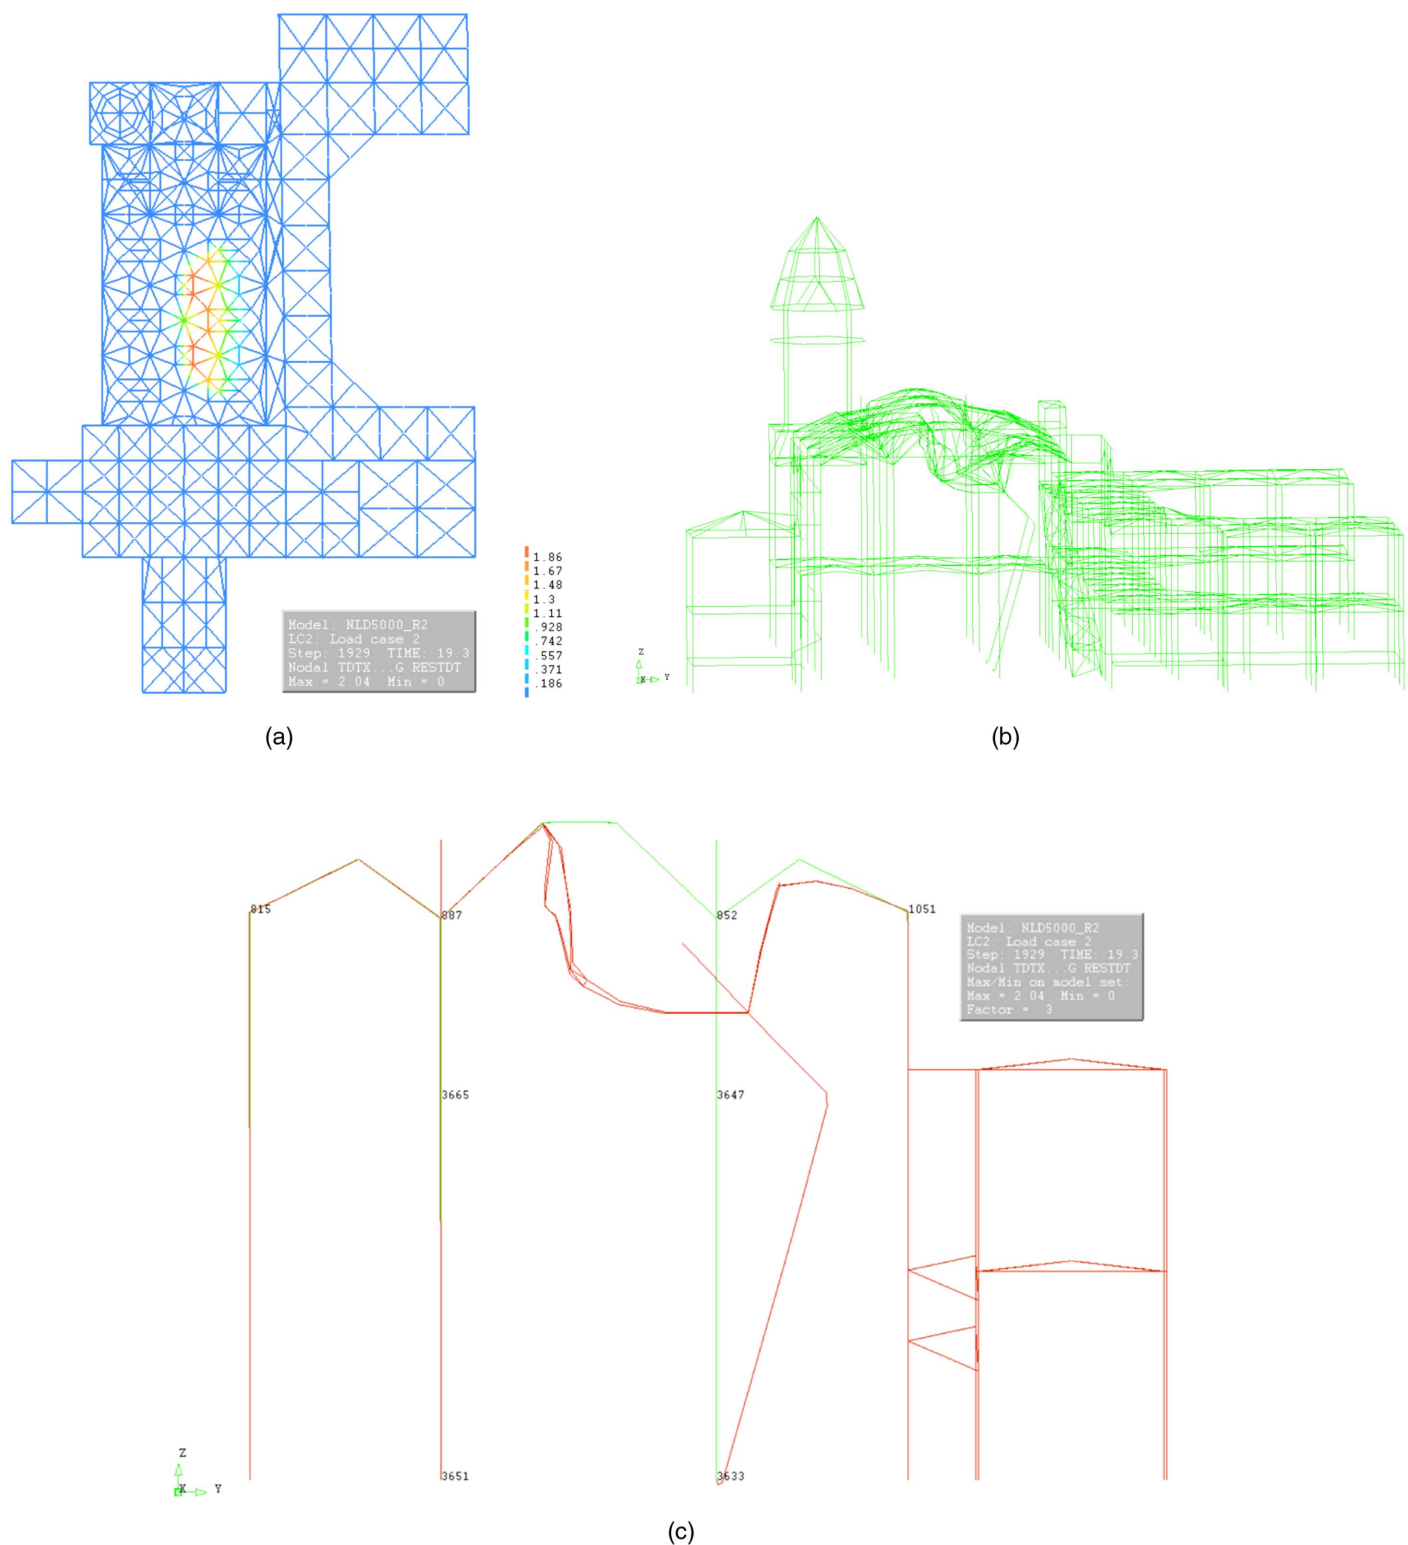 1.86
1.67
1.48
1.3
1.11
.928
.742
.557
.371
.186
Model: NLD5000_R2
LC2: Load case 2
Step: 1929 TIME: 19.3
Nodal TDTX...G RESTDT
Max = 2.04 Min = 0
Z
X Y
(a)
(b)
815
887
852
1051
Model: NLD5000_R2
LC2: Load case 2
Step: 1929 TIME: 19.3
Nodal TDTX...G RESTDT
Max/Min on model set:
Max = 2.04 Min = 0
Factor = 3
3665
3647
Z
X Y
3651
3633
(c)